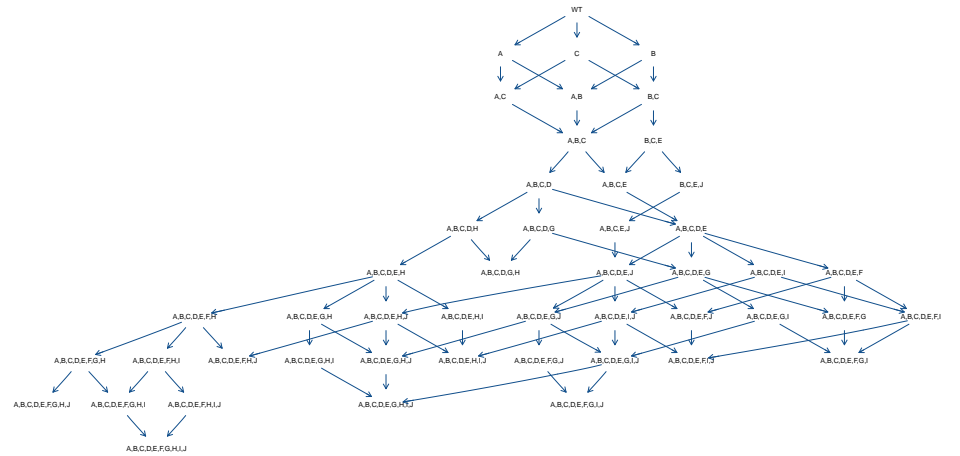 WT
A
C
B
A,C
A,B
B,C
A,B,C
B,C,E
A,B,C,D
A,B,C,E
B,C,E,J
A,B,C,D,H
A,B,C,D,G
A,B,C,E,J
A,B,C,D,E
A,B,C,D,E,H
A,B,C,D,G,H
A,B,C,D,E,J
A,B,C,D,E,G
A,B,C,D,E,I
A,B,C,D,E,F
A,B,C,D,E,F,H
A,B,C,D,E,G,H
A,B,C,D,E,H,J
A,B,C,D,E,H,I
A,B,C,D,E,G,J
A,B,C,D,E,I,J
A,B,C,D,E,F,J
A,B,C,D,E,G,I
A,B,C,D,E,F,G
A,B,C,D,E,F,I
A,B,C,D,E,F,G,H
A,B,C,D,E,F,H,I
A,B,C,D,E,F,H,J
A,B,C,D,E,G,H,I
A,B,C,D,E,G,H,J
A,B,C,D,E,H,I,J
A,B,C,D,E,F,G,J
A,B,C,D,E,G,I,J
A,B,C,D,E,F,I,J
A,B,C,D,E,F,G,I
A,B,C,D,E,F,G,H,J
A,B,C,D,E,F,G,H,I
A,B,C,D,E,F,H,I,J
A,B,C,D,E,G,H,I,J
A,B,C,D,E,F,G,I,J
A,B,C,D,E,F,G,H,I,J